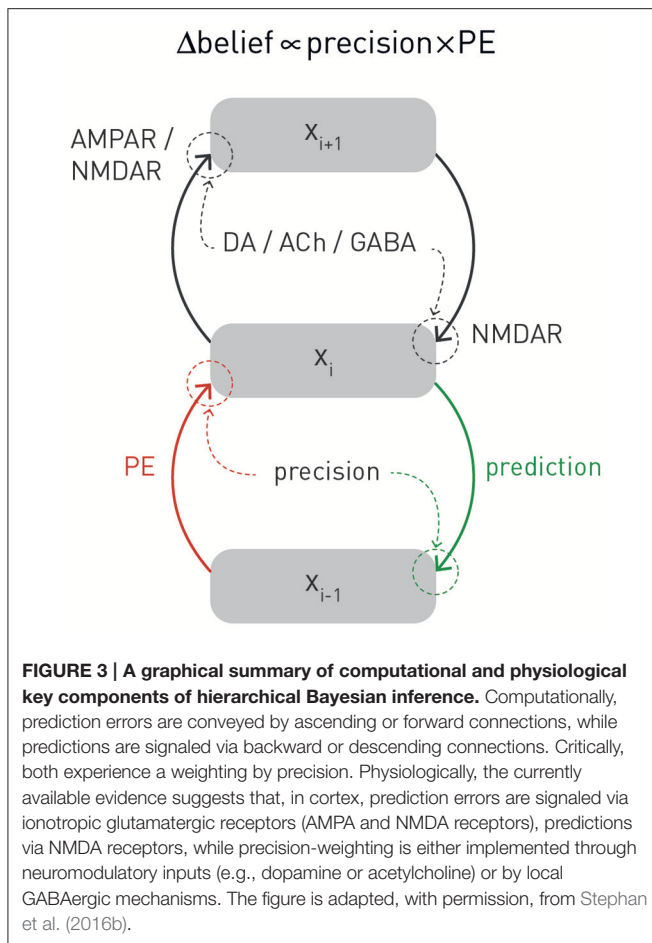 Δbelief ∝ precision×PE
X_{i+1}
AMPAR /
NMDAR
DA / ACh / GABA
NMDAR
X_i
PE
precision
prediction
X_{i-1}
FIGURE 3 | A graphical summary of computational and physiological
key components of hierarchical Bayesian inference. Computationally,
prediction errors are conveyed by ascending or forward connections, while
predictions are signaled via backward or descending connections. Critically,
both experience a weighting by precision. Physiologically, the currently
available evidence suggests that, in cortex, prediction errors are signaled via
ionotropic glutamatergic receptors (AMPA and NMDA receptors), predictions
via NMDA receptors, while precision-weighting is either implemented through
neuromodulatory inputs (e.g., dopamine or acetylcholine) or by local
GABAergic mechanisms. The figure is adapted, with permission, from Stephan
et al. (2016b).